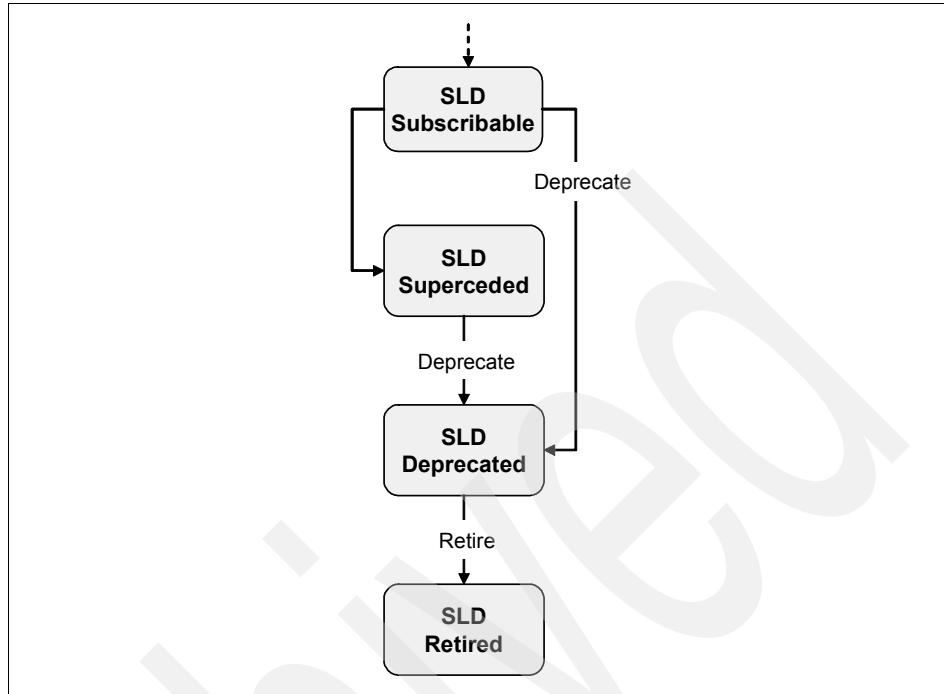 SLD
Subscribable
Deprecate
SLD
Superceded
Deprecate
SLD
Deprecated
Retire
SLD
Retired